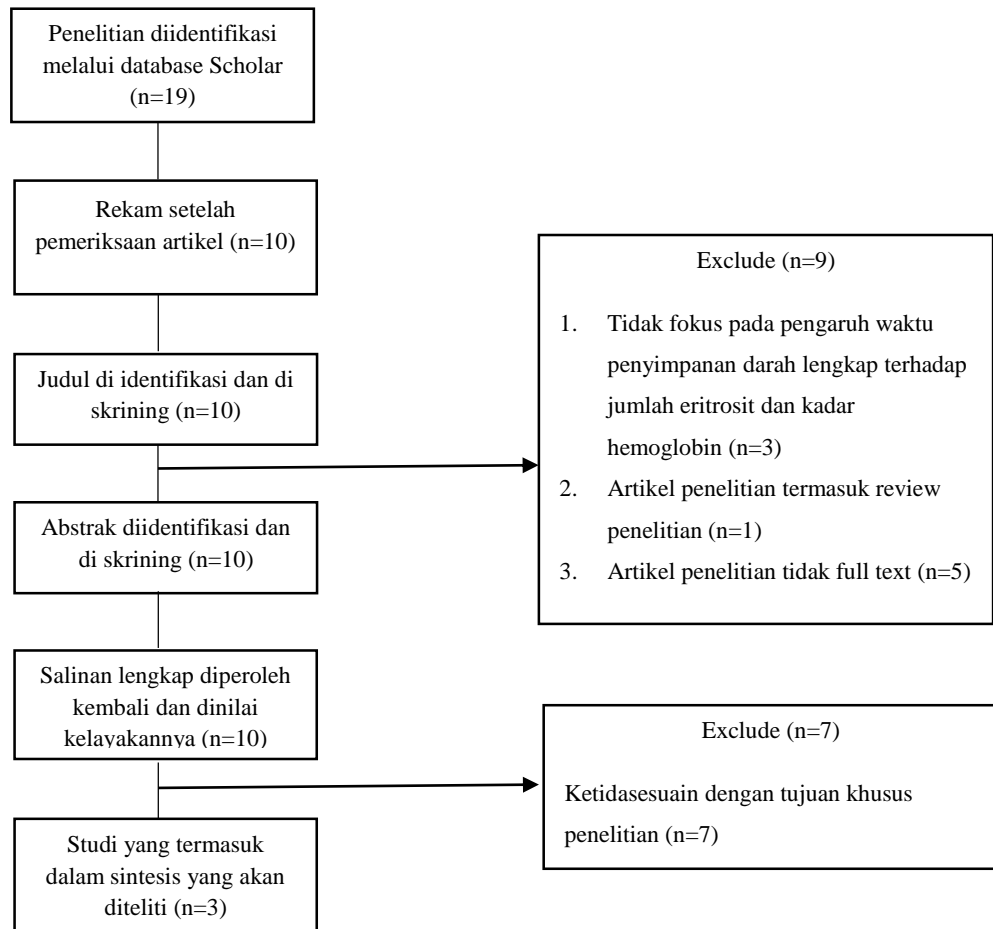 Penelitian diidentifikasi
melalui database Scholar
(n=19)
Rekam setelah
pemeriksaan artikel (n=10)
Judul di identifikasi dan di
skrining (n=10)
Abstrak diidentifikasi dan
di skrining (n=10)
Salinan lengkap diperoleh
kembali dan dinilai
kelayakannya (n=10)
Studi yang termasuk
dalam sintesis yang akan
diteliti (n=3)
Exclude (n=9)
1. Tidak fokus pada pengaruh waktu
penyimpanan darah lengkap terhadap
jumlah eritrosit dan kadar
hemoglobin (n=3)
2. Artikel penelitian termasuk review
penelitian (n=1)
3. Artikel penelitian tidak full text (n=5)
Exclude (n=7)
Ketidasesuain dengan tujuan khusus
penelitian (n=7)